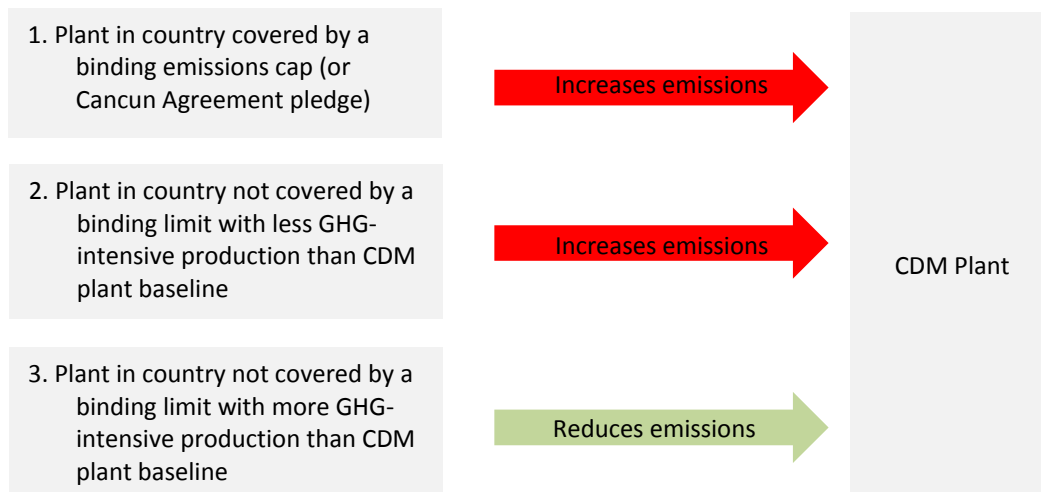 1. Plant in country covered by a
binding emissions cap (or
Cancun Agreement pledge)
Increases emissions
2. Plant in country not covered by a
binding limit with less GHG-
intensive production than CDM
plant baseline
Increases emissions
CDM Plant
3. Plant in country not covered by a
binding limit with more GHG-
intensive production than CDM
plant baseline
Reduces emissions